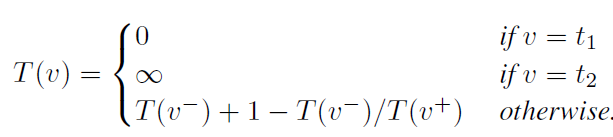 0 if v = t₁
T(v) = { ∞ if v = t₂
T(v⁻) + 1 − T(v⁻)/T(v⁺) otherwise.